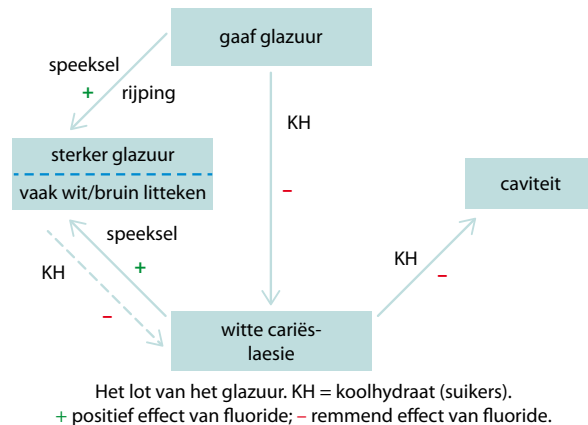 gaaf glazuur
speeksel
+ rijping
KH
sterker glazuur
vaak wit/bruin litteken
–
caviteit
speeksel
KH
+
–
KH
–
witte cariës-
laesie
Het lot van het glazuur. KH = koolhydraat (suikers).
+ positief effect van fluoride; – remmend effect van fluoride.